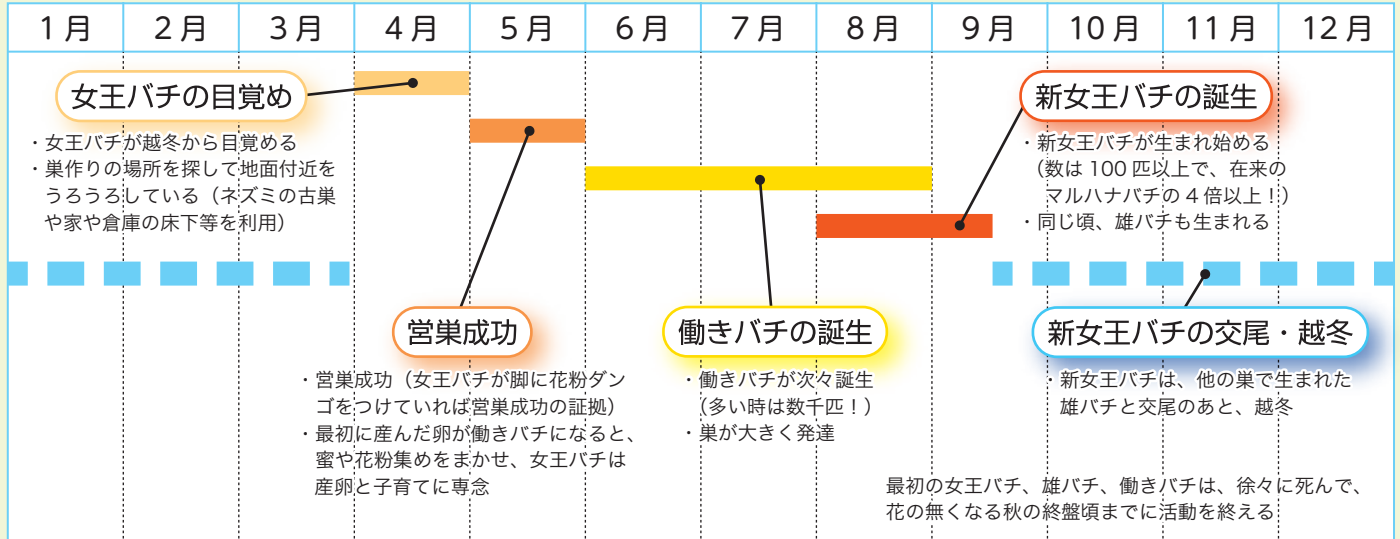 1月 2月 3月 4月 5月 6月 7月 8月 9月 10月 11月 12月
女王バチの目覚め
・女王バチが越冬から目覚める
・巣作りの場所を探して地面付近を
うろうろしている（ネズミの古巣
や家や倉庫の床下等を利用）
営巣成功
・営巣成功（女王バチが脚に花粉ダン
ゴをつけていれば営巣成功の証拠）
・最初に産んだ卵が働きバチになると、
蜜や花粉集めをまかせ、女王バチは
産卵と子育てに専念
働きバチの誕生
・働きバチが次々誕生
（多い時は数千匹！）
・巣が大きく発達
新女王バチの誕生
・新女王バチが生まれ始める
（数は 100 匹以上で、在来の
マルハナバチの 4 倍以上！）
・同じ頃、雄バチも生まれる
新女王バチの交尾・越冬
・新女王バチは、他の巣で生まれた
雄バチと交尾のあと、越冬
最初の女王バチ、雄バチ、働きバチは、徐々に死んで、
花の無くなる秋の終盤頃までに活動を終える